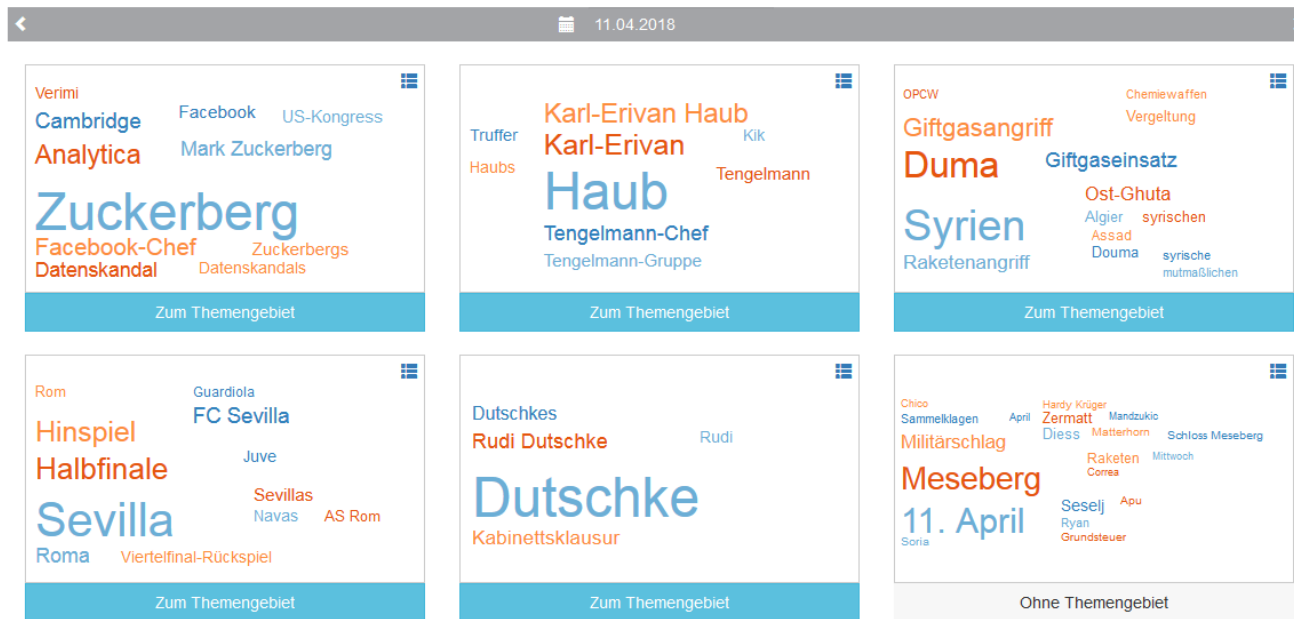 11.04.2018
Verimi
Cambridge Facebook US-Kongress
Analytica Mark Zuckerberg
Zuckerberg
Facebook-Chef Zuckerbergs
Datenskandal Datenskandals
Zum Themengebiet
Karl-Erivan Haub
Truffer Karl-Erivan Kik
Haubs Tengelmann
Haub
Tengelmann-Chef
Tengelmann-Gruppe
Zum Themengebiet
OPCW Chemiewaffen
Giftgasangriff Vergeltung
Duma Giftgaseinsatz
Ost-Ghuta
Algier syrischen
Syrien Assad
Douma syrische
Raketenangriff mutmaßlichen
Zum Themengebiet
Rom Guardiola
FC Sevilla
Hinspiel
Halbfinale Juve
Sevillas
Sevilla Navas AS Rom
Roma Viertelfinal-Rückspiel
Zum Themengebiet
Dutschkes
Rudi Dutschke Rudi
Dutschke
Kabinettsklausur
Zum Themengebiet
Chico Hardy Krüger
Sammelklagen April Zermatt Mandzukic
Militärschlag Diess Matterhorn Schloss Meseberg
Raketen Mittwoch
Meseberg Correa
Seselj Apu
11. April Ryan
Soria Grundsteuer
Ohne Themengebiet